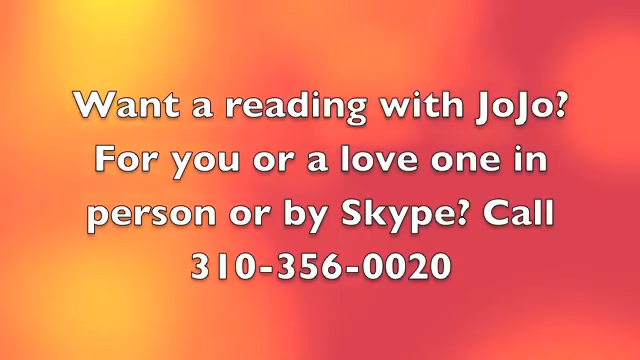 Want a reading with JoJo?
For you or a love one in
person or by Skype? Call
310-356-0020